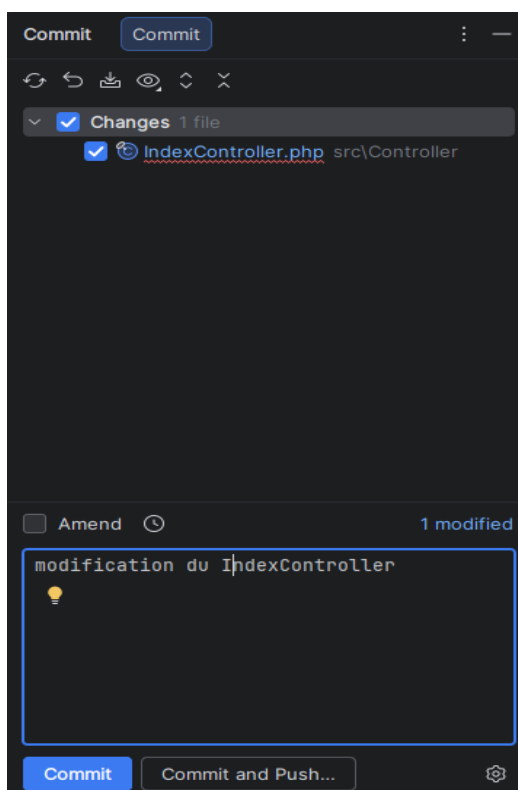 Commit Commit
Changes 1 file
IndexController.php src\Controller
Amend 1 modified
modification du IndexController
Commit Commit and Push...